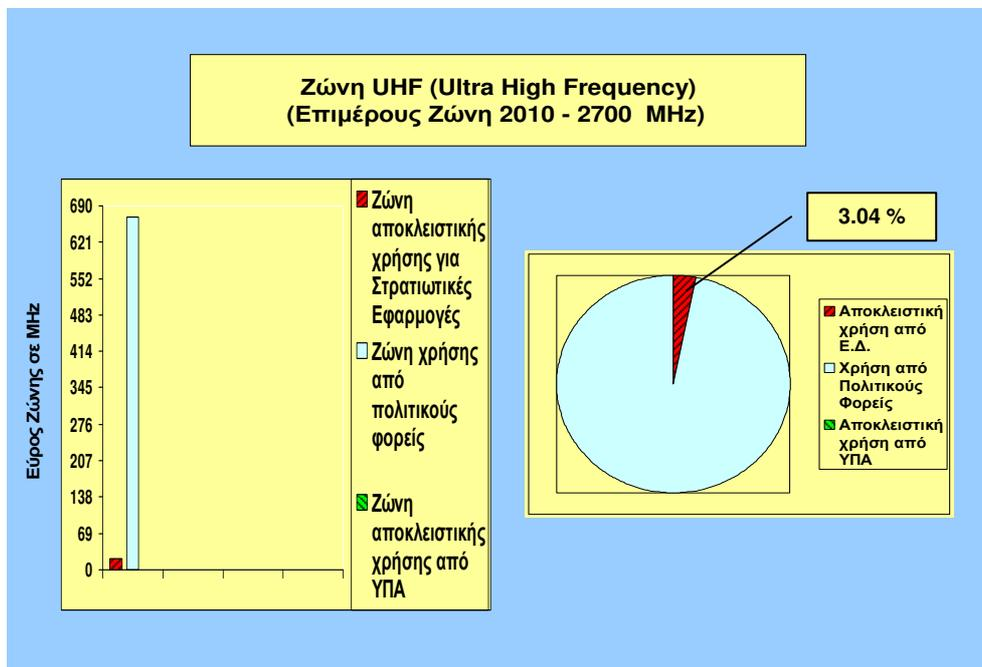 Ζώνη UHF (Ultra High Frequency)
(Επιμέρους Ζώνη 2010 - 2700 MHz)
Εύρος Ζώνης σε MHz
690
621
552
483
414
345
276
207
138
69
0
Ζώνη
αποκλειστικής
χρήσης για
Στρατιωτικές
Εφαρμογές
Ζώνη χρήσης
από
πολιτικούς
φορείς
Ζώνη
αποκλειστικής
χρήσης από
ΥΠΑ
3.04 %
Αποκλειστική
χρήση από
Ε.Δ.
Χρήση από
Πολιτικούς
Φορείς
Αποκλειστική
χρήση από
ΥΠΑ